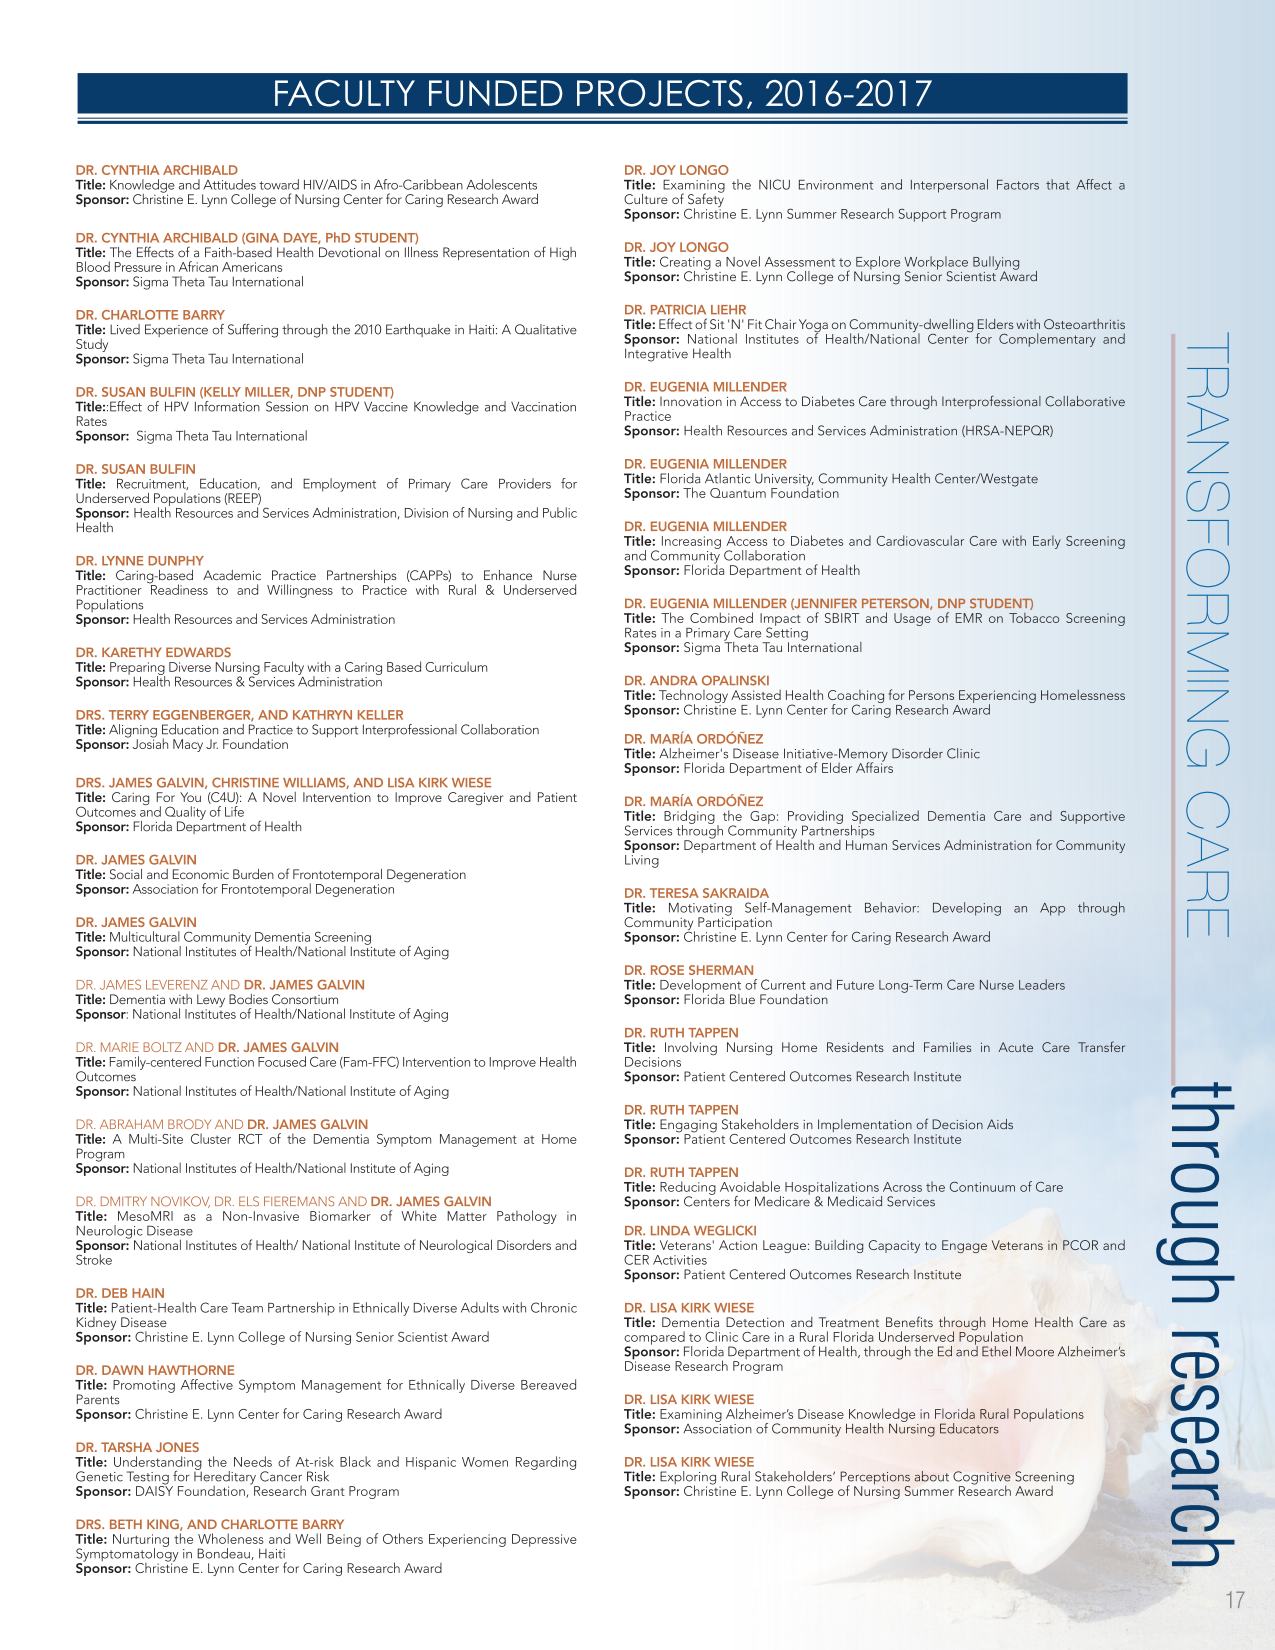 FACULTY FUNDED PROJECTS, 2016-2017
DR. CYNTHIA ARCHIBALD
Title: Knowledge and Attitudes toward HIV/AIDS in Afro-Caribbean Adolescents
Sponsor: Christine E. Lynn College of Nursing Center for Caring Research Award
DR. CYNTHIA ARCHIBALD (GINA DAYE, PhD STUDENT)
Title: The Effects of a Faith-based Health Devotional on Illness Representation of High
Blood Pressure in African Americans
Sponsor: Sigma Theta Tau International
DR. CHARLOTTE BARRY
Title: Lived Experience of Suffering through the 2010 Earthquake in Haiti: A Qualitative
Study
Sponsor: Sigma Theta Tau International
DR. SUSAN BULFIN (KELLY MILLER, DNP STUDENT)
Title::Effect of HPV Information Session on HPV Vaccine Knowledge and Vaccination
Rates
Sponsor: Sigma Theta Tau International
DR. SUSAN BULFIN
Title: Recruitment, Education, and Employment of Primary Care Providers for
Underserved Populations (REEP)
Sponsor: Health Resources and Services Administration, Division of Nursing and Public
Health
DR. LYNNE DUNPHY
Title: Caring-based Academic Practice Partnerships (CAPPs) to Enhance Nurse
Practitioner Readiness to and Willingness to Practice with Rural & Underserved
Populations
Sponsor: Health Resources and Services Administration
DR. KARETHY EDWARDS
Title: Preparing Diverse Nursing Faculty with a Caring Based Curriculum
Sponsor: Health Resources & Services Administration
DRS. TERRY EGGENBERGER, AND KATHRYN KELLER
Title: Aligning Education and Practice to Support Interprofessional Collaboration
Sponsor: Josiah Macy Jr. Foundation
DRS. JAMES GALVIN, CHRISTINE WILLIAMS, AND LISA KIRK WIESE
Title: Caring For You (C4U): A Novel Intervention to Improve Caregiver and Patient
Outcomes and Quality of Life
Sponsor: Florida Department of Health
DR. JAMES GALVIN
Title: Social and Economic Burden of Frontotemporal Degeneration
Sponsor: Association for Frontotemporal Degeneration
DR. JAMES GALVIN
Title: Multicultural Community Dementia Screening
Sponsor: National Institutes of Health/National Institute of Aging
DR. JAMES LEVERENZ AND DR. JAMES GALVIN
Title: Dementia with Lewy Bodies Consortium
Sponsor: National Institutes of Health/National Institute of Aging
DR. MARIE BOLTZ AND DR. JAMES GALVIN
Title: Family-centered Function Focused Care (Fam-FFC) Intervention to Improve Health
Outcomes
Sponsor: National Institutes of Health/National Institute of Aging
DR. ABRAHAM BRODY AND DR. JAMES GALVIN
Title: A Multi-Site Cluster RCT of the Dementia Symptom Management at Home
Program
Sponsor: National Institutes of Health/National Institute of Aging
DR. DMITRY NOVIKOV, DR. ELS FIEREMANS AND DR. JAMES GALVIN
Title: MesoMRI as a Non-Invasive Biomarker of White Matter Pathology in
Neurologic Disease
Sponsor: National Institutes of Health/ National Institute of Neurological Disorders and
Stroke
DR. DEB HAIN
Title: Patient-Health Care Team Partnership in Ethnically Diverse Adults with Chronic
Kidney Disease
Sponsor: Christine E. Lynn College of Nursing Senior Scientist Award
DR. DAWN HAWTHORNE
Title: Promoting Affective Symptom Management for Ethnically Diverse Bereaved
Parents
Sponsor: Christine E. Lynn Center for Caring Research Award
DR. TARSHA JONES
Title: Understanding the Needs of At-risk Black and Hispanic Women Regarding
Genetic Testing for Hereditary Cancer Risk
Sponsor: DAISY Foundation, Research Grant Program
DRS. BETH KING, AND CHARLOTTE BARRY
Title: Nurturing the Wholeness and Well Being of Others Experiencing Depressive
Symptomatology in Bondeau, Haiti
Sponsor: Christine E. Lynn Center for Caring Research Award
DR. JOY LONGO
Title: Examining the NICU Environment and Interpersonal Factors that Affect a
Culture of Safety
Sponsor: Christine E. Lynn Summer Research Support Program
DR. JOY LONGO
Title: Creating a Novel Assessment to Explore Workplace Bullying
Sponsor: Christine E. Lynn College of Nursing Senior Scientist Award
DR. PATRICIA LIEHR
Title: Effect of Sit 'N' Fit Chair Yoga on Community-dwelling Elders with Osteoarthritis
Sponsor: National Institutes of Health/National Center for Complementary and
Integrative Health
DR. EUGENIA MILLENDER
Title: Innovation in Access to Diabetes Care through Interprofessional Collaborative
Practice
Sponsor: Health Resources and Services Administration (HRSA-NEPQR)
DR. EUGENIA MILLENDER
Title: Florida Atlantic University, Community Health Center/Westgate
Sponsor: The Quantum Foundation
DR. EUGENIA MILLENDER
Title: Increasing Access to Diabetes and Cardiovascular Care with Early Screening
and Community Collaboration
Sponsor: Florida Department of Health
DR. EUGENIA MILLENDER (JENNIFER PETERSON, DNP STUDENT)
Title: The Combined Impact of SBIRT and Usage of EMR on Tobacco Screening
Rates in a Primary Care Setting
Sponsor: Sigma Theta Tau International
DR. ANDRA OPALINSKI
Title: Technology Assisted Health Coaching for Persons Experiencing Homelessness
Sponsor: Christine E. Lynn Center for Caring Research Award
DR. MARÍA ORDÓÑEZ
Title: Alzheimer's Disease Initiative-Memory Disorder Clinic
Sponsor: Florida Department of Elder Affairs
DR. MARÍA ORDÓÑEZ
Title: Bridging the Gap: Providing Specialized Dementia Care and Supportive
Services through Community Partnerships
Sponsor: Department of Health and Human Services Administration for Community
Living
DR. TERESA SAKRAIDA
Title: Motivating Self-Management Behavior: Developing an App through
Community Participation
Sponsor: Christine E. Lynn Center for Caring Research Award
DR. ROSE SHERMAN
Title: Development of Current and Future Long-Term Care Nurse Leaders
Sponsor: Florida Blue Foundation
DR. RUTH TAPPEN
Title: Involving Nursing Home Residents and Families in Acute Care Transfer
Decisions
Sponsor: Patient Centered Outcomes Research Institute
DR. RUTH TAPPEN
Title: Engaging Stakeholders in Implementation of Decision Aids
Sponsor: Patient Centered Outcomes Research Institute
DR. RUTH TAPPEN
Title: Reducing Avoidable Hospitalizations Across the Continuum of Care
Sponsor: Centers for Medicare & Medicaid Services
DR. LINDA WEGLICKI
Title: Veterans' Action League: Building Capacity to Engage Veterans in PCOR and
CER Activities
Sponsor: Patient Centered Outcomes Research Institute
DR. LISA KIRK WIESE
Title: Dementia Detection and Treatment Benefits through Home Health Care as
compared to Clinic Care in a Rural Florida Underserved Population
Sponsor: Florida Department of Health, through the Ed and Ethel Moore Alzheimer's
Disease Research Program
DR. LISA KIRK WIESE
Title: Examining Alzheimer's Disease Knowledge in Florida Rural Populations
Sponsor: Association of Community Health Nursing Educators
DR. LISA KIRK WIESE
Title: Exploring Rural Stakeholders' Perceptions about Cognitive Screening
Sponsor: Christine E. Lynn College of Nursing Summer Research Award
TRANSFORMING CARE
through research
17